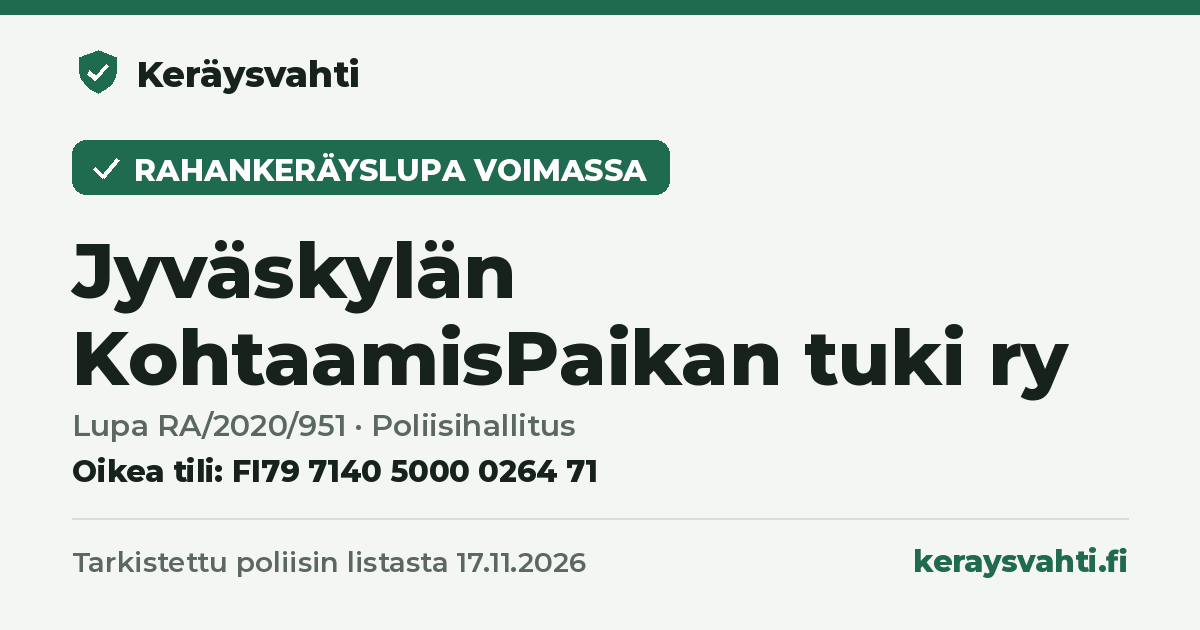 Keräysvahti
RAHANKERÄYSLUPA VOIMASSA
Jyväskylän
KohtaamisPaikan tuki ry
Lupa RA/2020/951 · Poliisihallitus
Oikea tili: FI79 7140 5000 0264 71
Tarkistettu poliisin listasta 17.11.2026
keraysvahti.fi